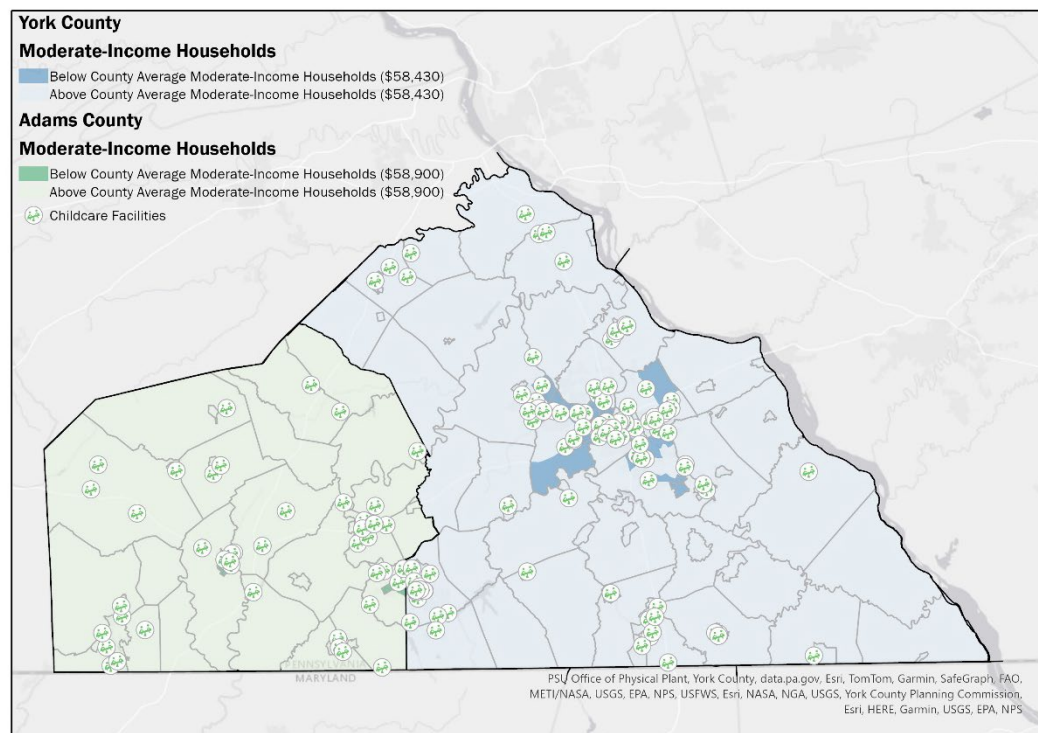 York County
Moderate-Income Households
Below County Average Moderate-Income Households ($58,430)
Above County Average Moderate-Income Households ($58,430)
Adams County
Moderate-Income Households
Below County Average Moderate-Income Households ($58,900)
Above County Average Moderate-Income Households ($58,900)
Childcare Facilities
PENNSYLVANIA
MARYLAND
PSU Office of Physical Plant, York County, data.pa.gov, Esri, TomTom, Garmin, SafeGraph, FAO,
METI/NASA, USGS, EPA, NPS, USFWS, Esri, NASA, NGA, USGS, York County Planning Commission,
Esri, HERE, Garmin, USGS, EPA, NPS